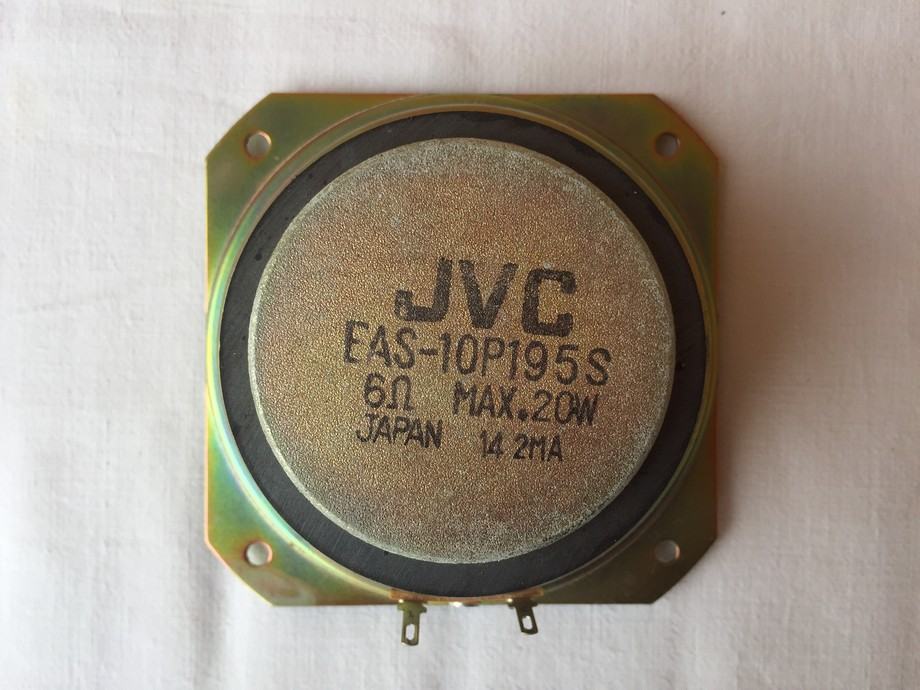 JVC
EAS-10P195S
6Ω MAX.20W
JAPAN 14 2MA